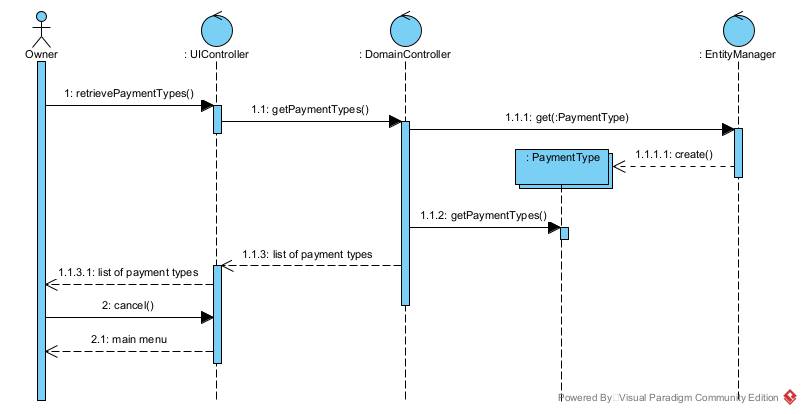 Owner
: UIController
: DomainController
: EntityManager
1: retrievePaymentTypes()
1.1: getPaymentTypes()
1.1.1: get(:PaymentType)
: PaymentType
1.1.1.1: create()
1.1.2: getPaymentTypes()
1.1.3: list of payment types
1.1.3.1: list of payment types
2: cancel()
2.1: main menu
Powered By Visual Paradigm Community Edition